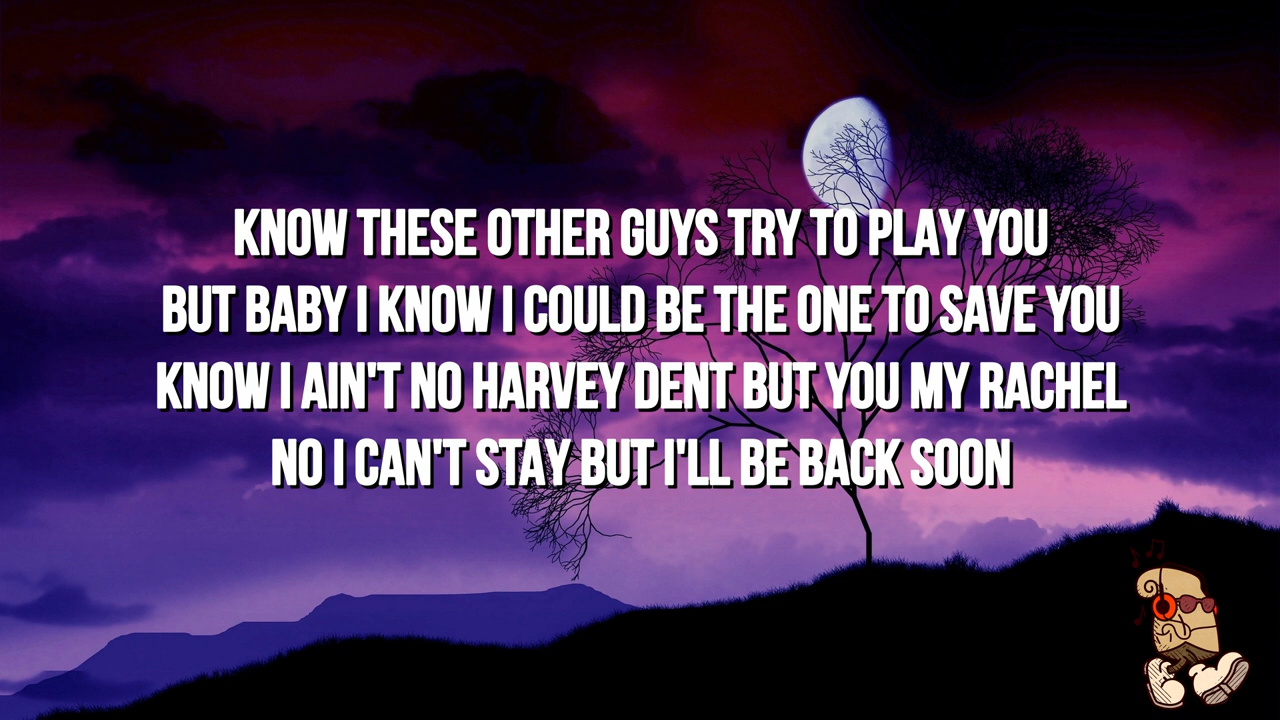 KNOW THESE OTHER GUYS TRY TO PLAY YOU
BUT BABY I KNOW I COULD BE THE ONE TO SAVE YOU
KNOW I AIN'T NO HARVEY DENT BUT YOU MY RACHEL
NO I CAN'T STAY BUT I'LL BE BACK SOON